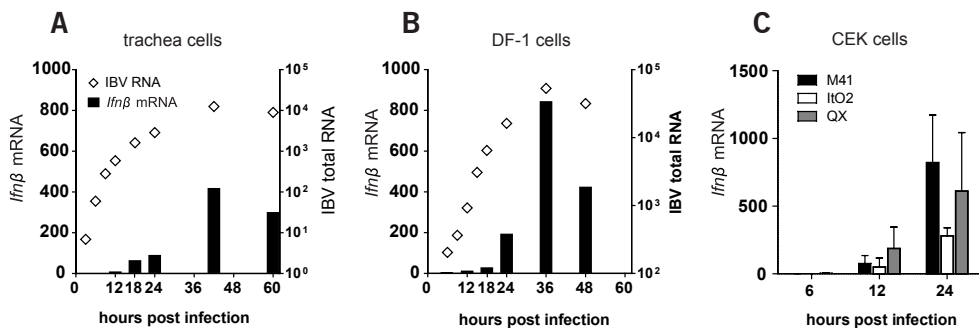 A
trachea cells
IBV RNA
Ifnβ mRNA
Ifnβ mRNA
1000
800
600
400
200
0
IBV total RNA
10⁵
10⁴
10³
10²
10¹
10⁰
0 12 18 24 36 48 60
hours post infection
B
DF-1 cells
Ifnβ mRNA
1000
800
600
400
200
0
IBV total RNA
10⁵
10⁴
10³
10²
0 12 18 24 36 48 60
hours post infection
C
CEK cells
M41
ItO2
QX
Ifnβ mRNA
1500
1000
500
0
6 12 24
hours post infection